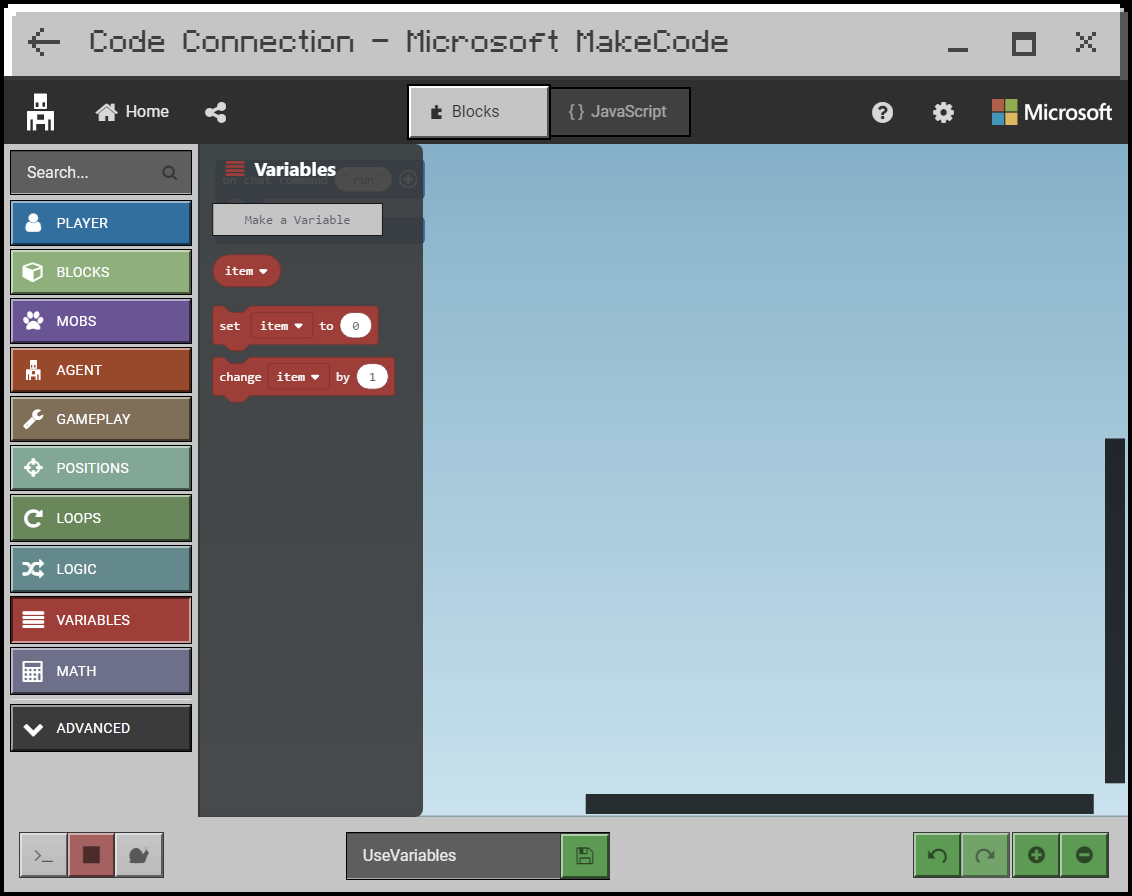 Code Connection - Microsoft MakeCode
Home
Blocks
{ } JavaScript
Microsoft
Search...
PLAYER
BLOCKS
MOBS
AGENT
GAMEPLAY
POSITIONS
LOOPS
LOGIC
VARIABLES
MATH
ADVANCED
Variables
on chat command "run"
Make a Variable
item
set item to 0
change item by 1
UseVariables